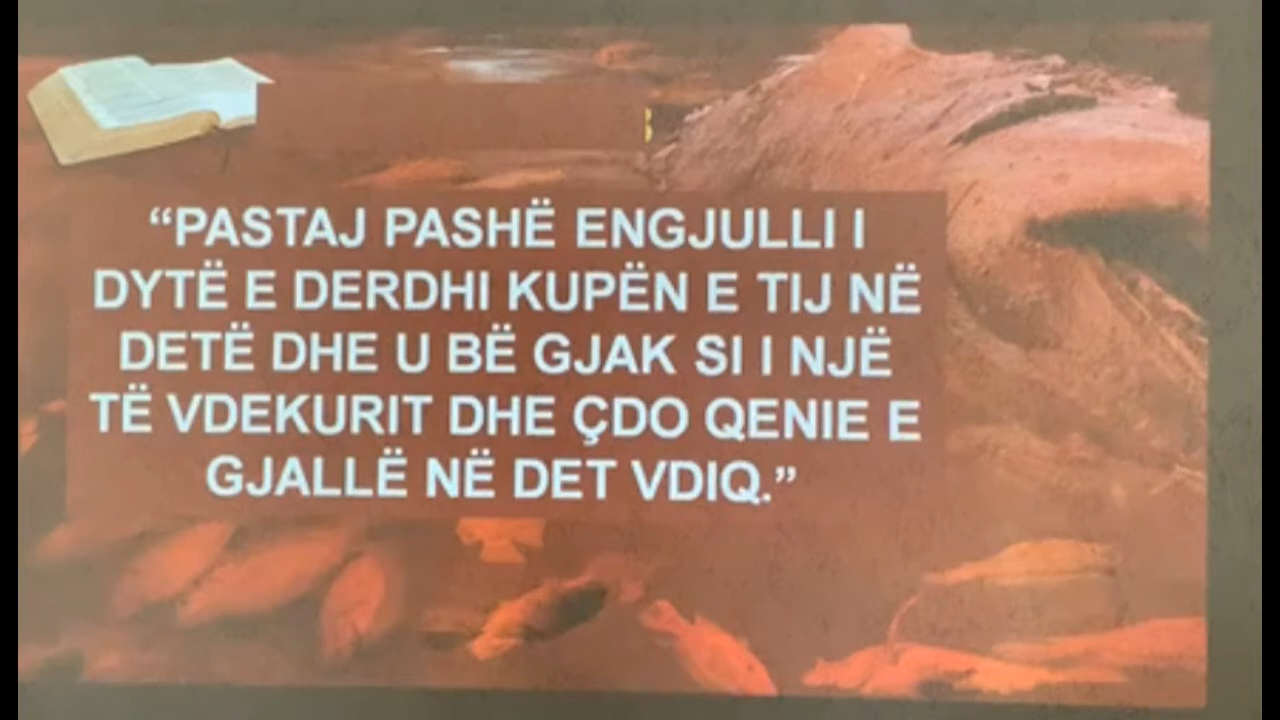 “PASTAJ PASHË ENGJULLI I
DYTË E DERDHI KUPËN E TIJ NË
DETË DHE U BË GJAK SI I NJË
TË VDEKURIT DHE ÇDO QENIE E
GJALLË NË DET VDIQ.”